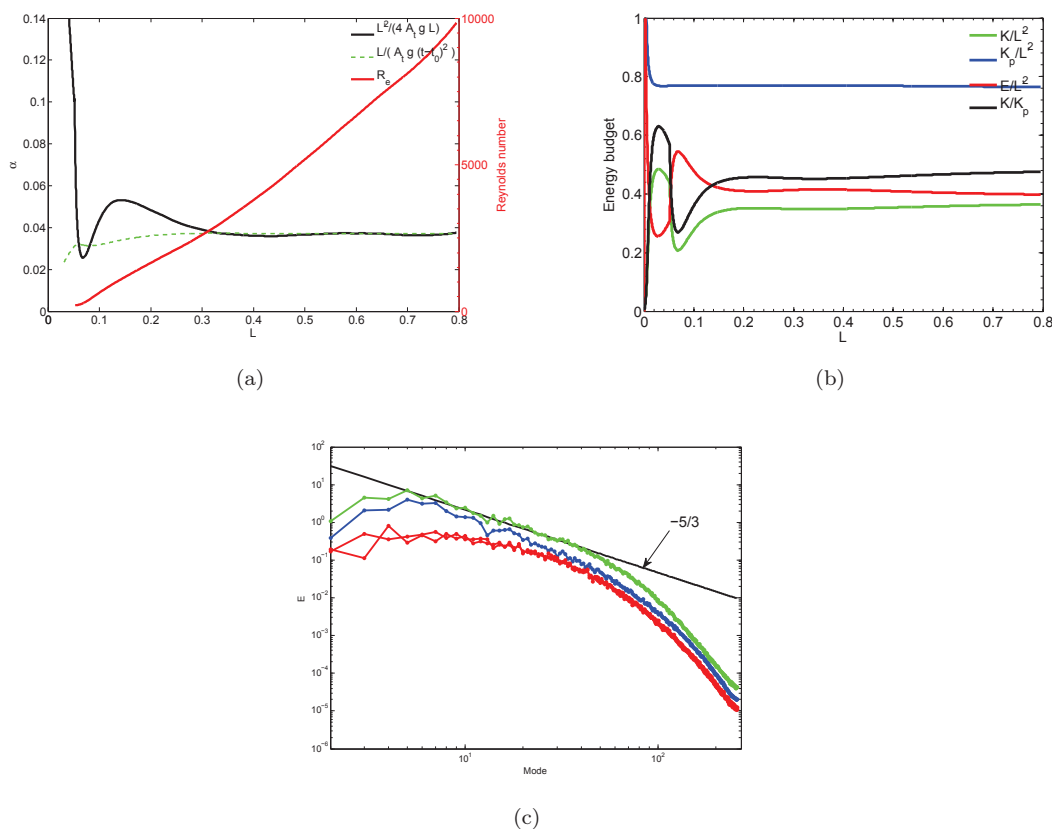 0.14
0.12
0.1
0.08
0.06
0.04
0.02
0
α
L²/(4 A_t g L)
L/( A_t g (t−t_0)² )
R_e
10000
5000
0
Reynolds number
0 0.1 0.2 0.3 0.4 0.5 0.6 0.7 0.8
L
(a)
1
0.8
0.6
0.4
0.2
0
Energy budget
K/L²
K_p/L²
E/L²
K/K_p
0 0.1 0.2 0.3 0.4 0.5 0.6 0.7 0.8
L
(b)
10²
10¹
10⁰
10⁻¹
10⁻²
10⁻³
10⁻⁴
10⁻⁵
10⁻⁶
E
−5/3
10¹ 10²
Mode
(c)